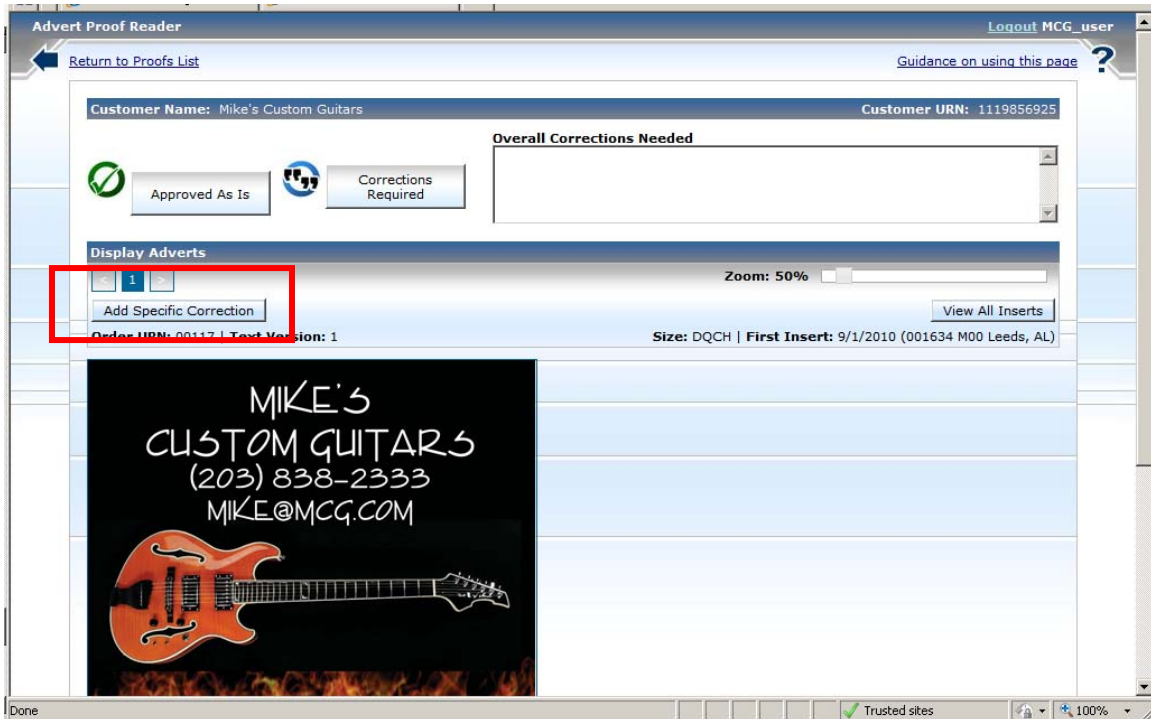 Advert Proof Reader
Logout MCG_user
Return to Proofs List
Guidance on using this page
?
Customer Name: Mike's Custom Guitars
Customer URN: 1119856925
Overall Corrections Needed
Approved As Is
Corrections
Required
Display Adverts
< 1 >
Zoom: 50%
Add Specific Correction
View All Inserts
Order URN: 00117 | Text Version: 1
Size: DQCH | First Insert: 9/1/2010 (001634 M00 Leeds, AL)
MIKE'S
CUSTOM GUITARS
(203) 838-2333
MIKE@MCG.COM
Done
Trusted sites
100%